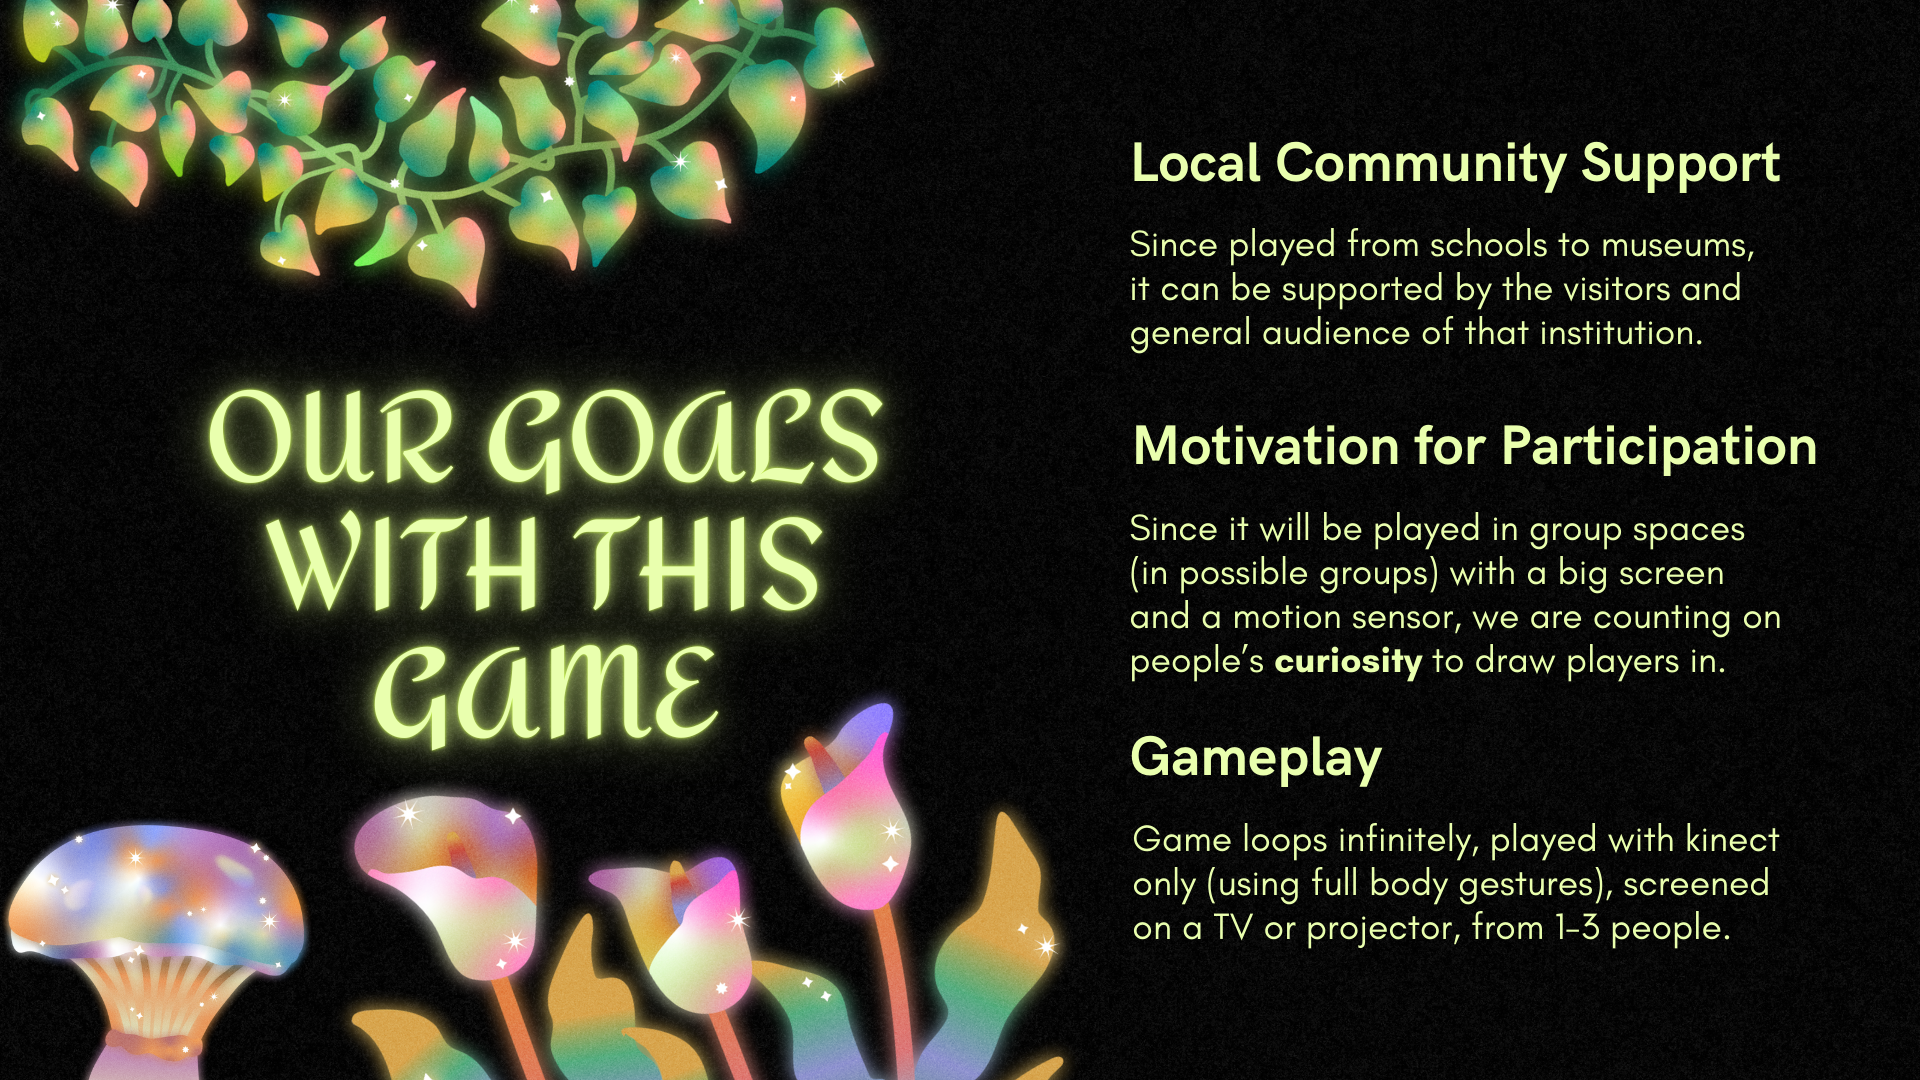 OUR GOALS
WITH THIS
GAME
Local Community Support
Since played from schools to museums,
it can be supported by the visitors and
general audience of that institution.
Motivation for Participation
Since it will be played in group spaces
(in possible groups) with a big screen
and a motion sensor, we are counting on
people’s curiosity to draw players in.
Gameplay
Game loops infinitely, played with kinect
only (using full body gestures), screened
on a TV or projector, from 1-3 people.